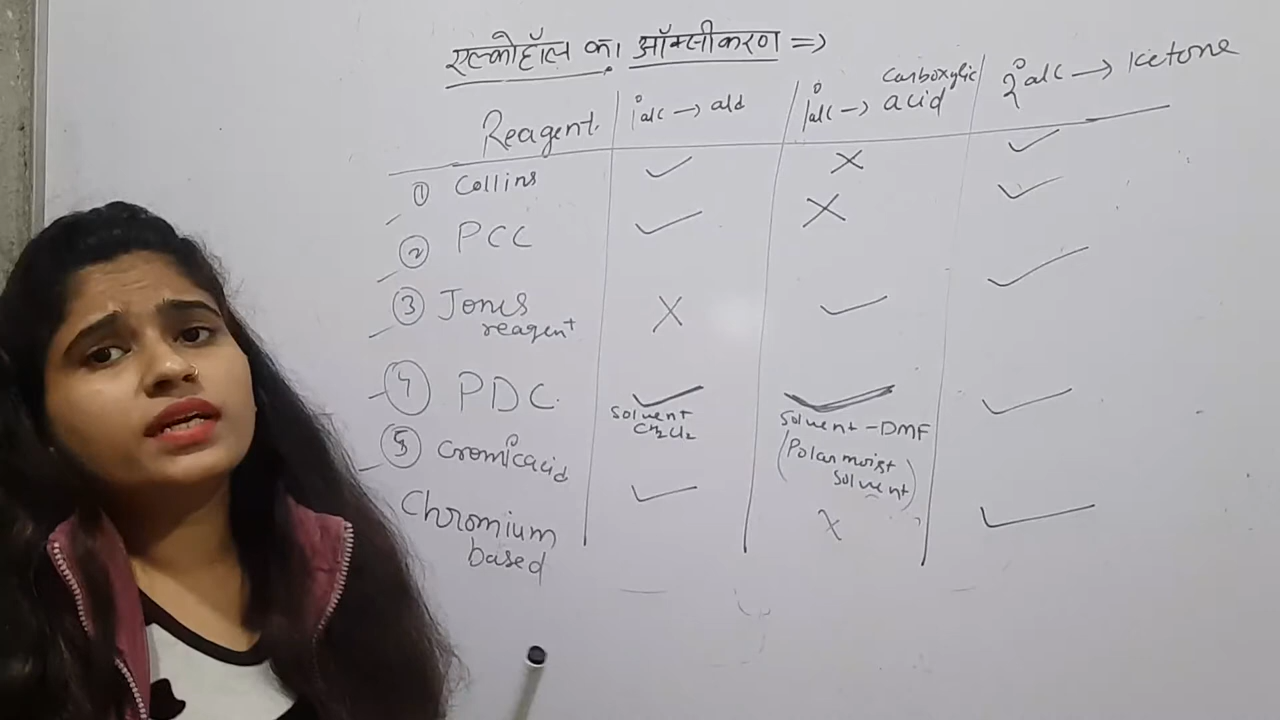 एल्कोहॉल का ऑक्सीकरण =>
Reagent. 1° alc → ald 1° alc → Carboxylic acid 2° alc → Ketone
① Collins ✓ × ✓
② PCC ✓ × ✓
③ Jones reagent × ✓ ✓
④ PDC. ✓ ✓ ✓
Solvent CH2Cl2 Solvent - DMF
(Polar moist solvent)
⑤ Cromic acid ✓ × ✓
Chromium based